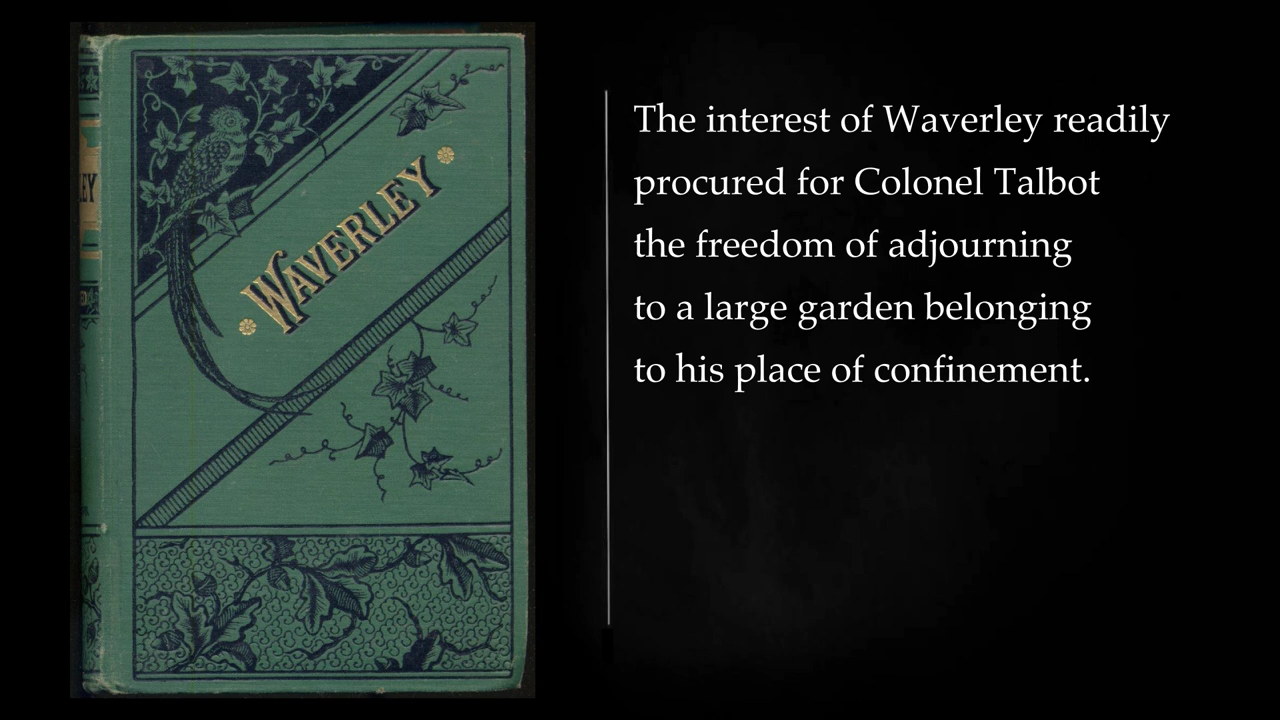 WAVERLEY
EY
The interest of Waverley readily
procured for Colonel Talbot
the freedom of adjourning
to a large garden belonging
to his place of confinement.